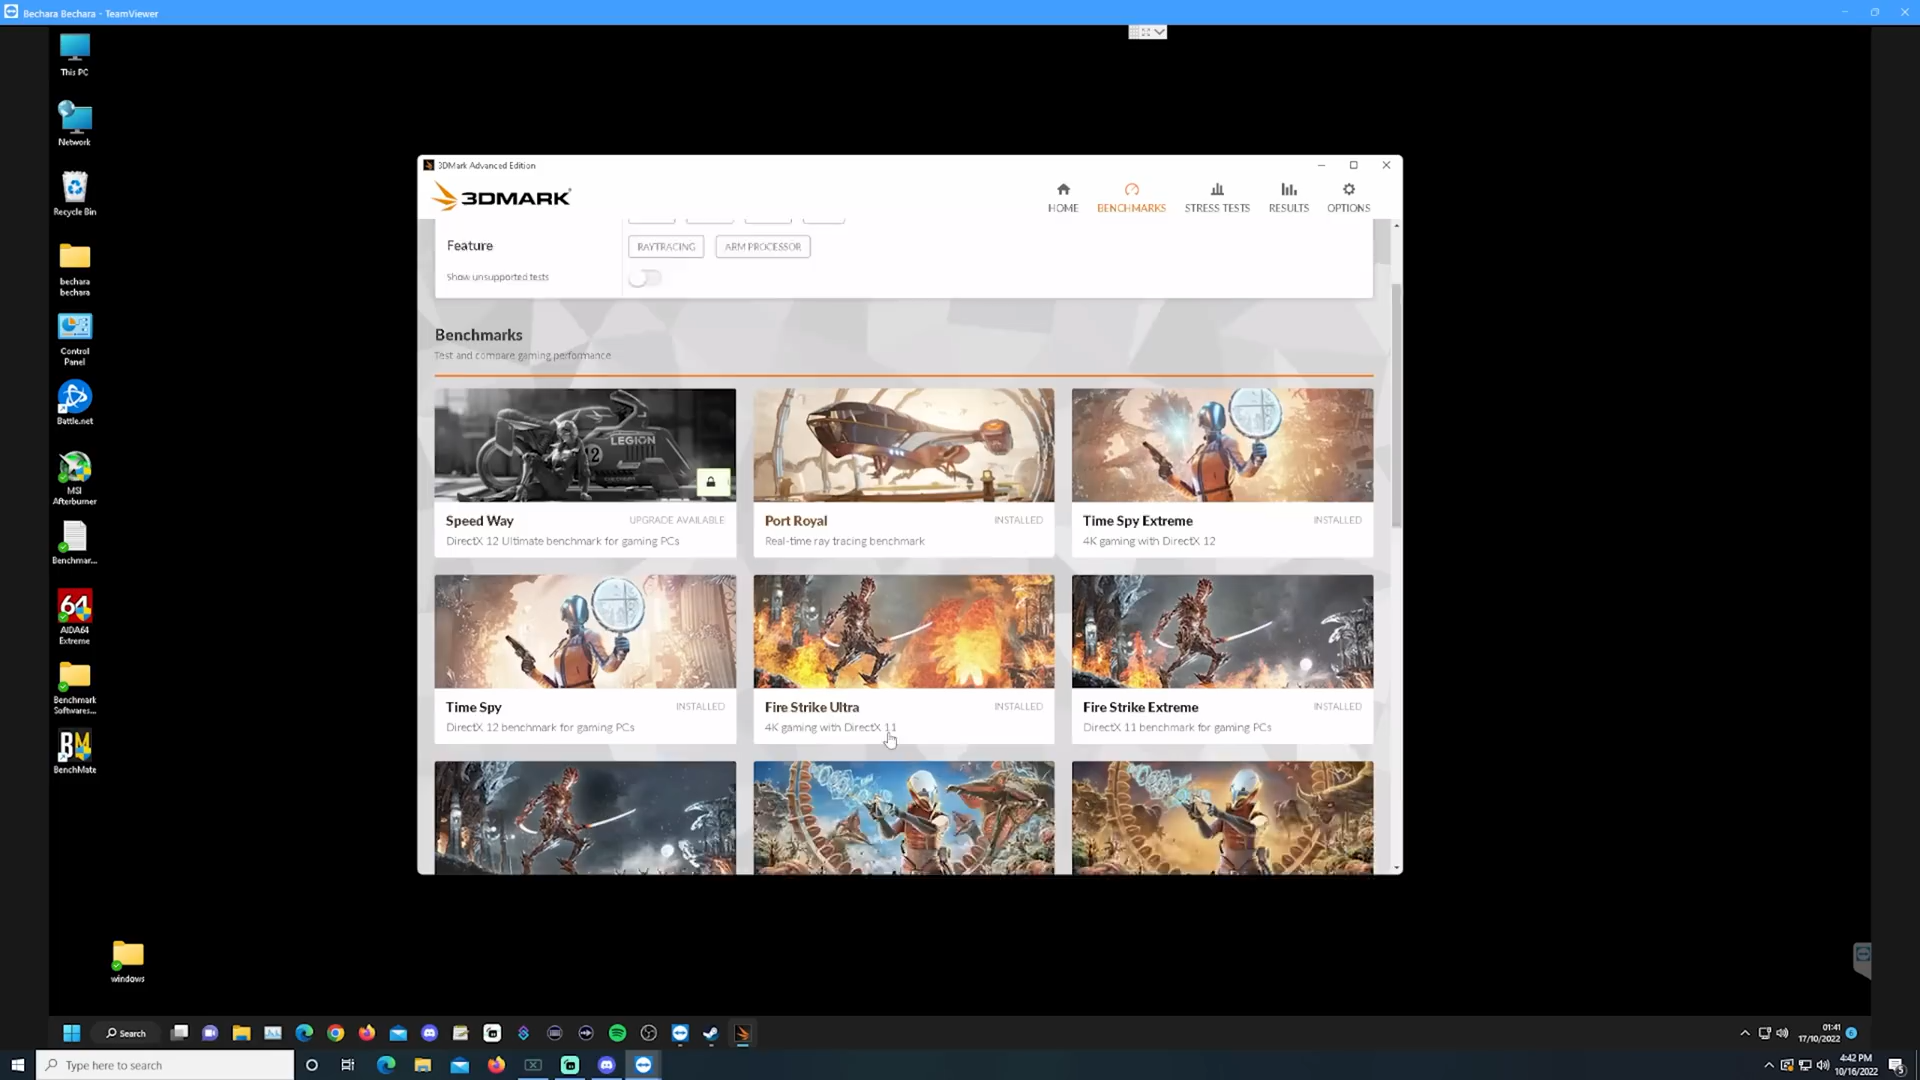 Bechara Bechara - TeamViewer
This PC
Network
Recycle Bin
bechara
bechara
Control
Panel
Battle.net
MSI
Afterburner
Benchmar...
64
AIDA64
Extreme
Benchmark
Softwares...
BM
BenchMate
windows
3DMark Advanced Edition
3DMARK
HOME
BENCHMARKS
STRESS TESTS
RESULTS
OPTIONS
Feature
RAYTRACING
ARM PROCESSOR
Show unsupported tests
Benchmarks
Test and compare gaming performance
LEGION
12
Speed Way
UPGRADE AVAILABLE
DirectX 12 Ultimate benchmark for gaming PCs
Port Royal
INSTALLED
Real-time ray tracing benchmark
Time Spy Extreme
INSTALLED
4K gaming with DirectX 12
Time Spy
INSTALLED
DirectX 12 benchmark for gaming PCs
Fire Strike Ultra
INSTALLED
4K gaming with DirectX 11
Fire Strike Extreme
INSTALLED
DirectX 11 benchmark for gaming PCs
Search
01:41
17/10/2022
6
Type here to search
4:42 PM
10/16/2022
5